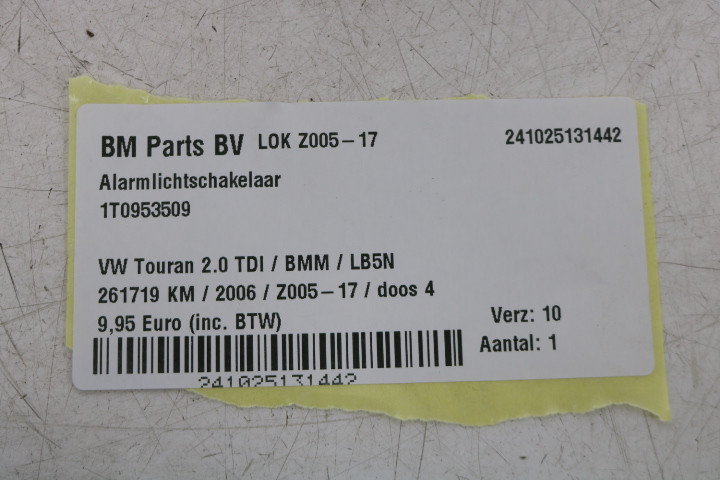 BM Parts BV LOK Z005-17 241025131442
Alarmlichtschakelaar
1T0953509
VW Touran 2.0 TDI / BMM / LB5N
261719 KM / 2006 / Z005-17 / doos 4
9,95 Euro (inc. BTW) Verz: 10
Aantal: 1
241025131442